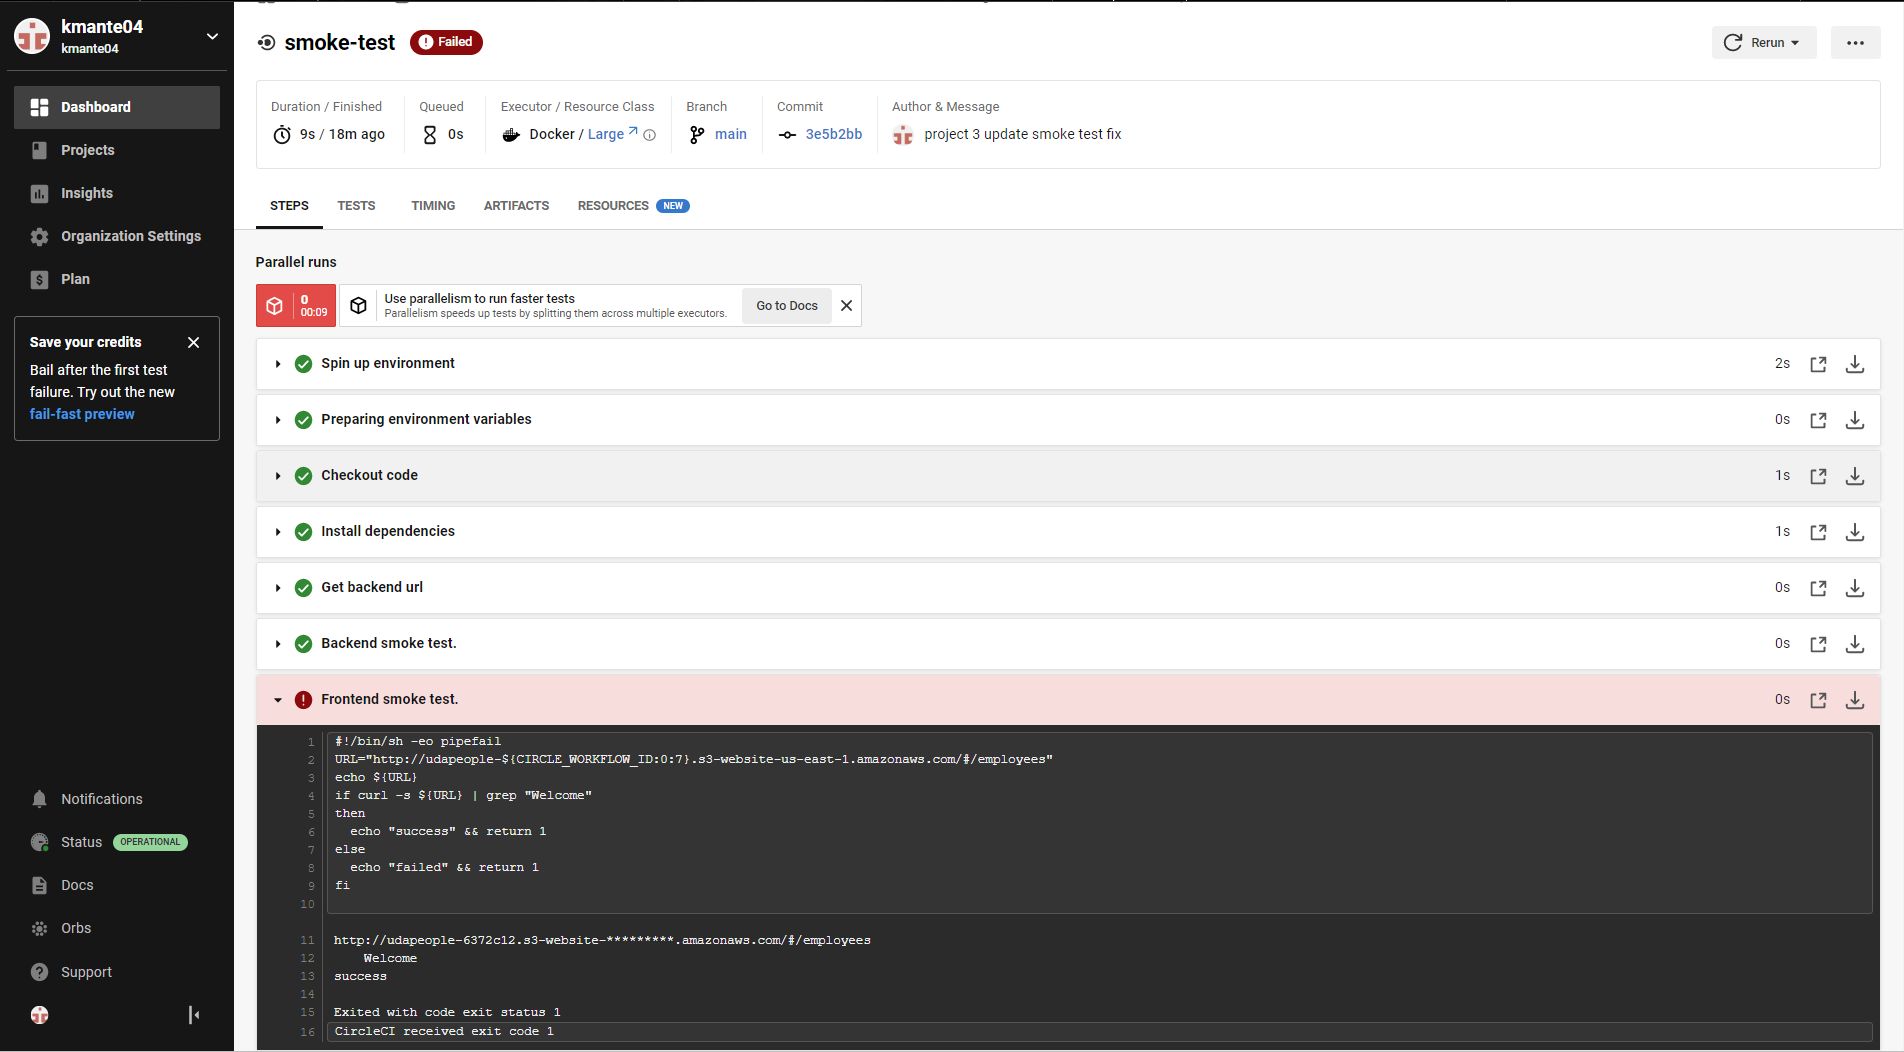 kmante04
kmante04
Dashboard
Projects
Insights
Organization Settings
Plan
Save your credits
Bail after the first test
failure. Try out the new
fail-fast preview
Notifications
Status OPERATIONAL
Docs
Orbs
Support
smoke-test Failed
Rerun
Duration / Finished Queued Executor / Resource Class Branch Commit Author & Message
9s / 18m ago 0s Docker / Large main 3e5b2bb project 3 update smoke test fix
STEPS TESTS TIMING ARTIFACTS RESOURCES NEW
Parallel runs
0
00:09
Use parallelism to run faster tests
Parallelism speeds up tests by splitting them across multiple executors.
Go to Docs
Spin up environment 2s
Preparing environment variables 0s
Checkout code 1s
Install dependencies 1s
Get backend url 0s
Backend smoke test. 0s
Frontend smoke test. 0s
1 #!/bin/sh -eo pipefail
2 URL="http://udapeople-${CIRCLE_WORKFLOW_ID:0:7}.s3-website-us-east-1.amazonaws.com/#/employees"
3 echo ${URL}
4 if curl -s ${URL} | grep "Welcome"
5 then
6 echo "success" && return 1
7 else
8 echo "failed" && return 1
9 fi
10
11 http://udapeople-6372c12.s3-website-*********.amazonaws.com/#/employees
12 Welcome
13 success
14
15 Exited with code exit status 1
16 CircleCI received exit code 1